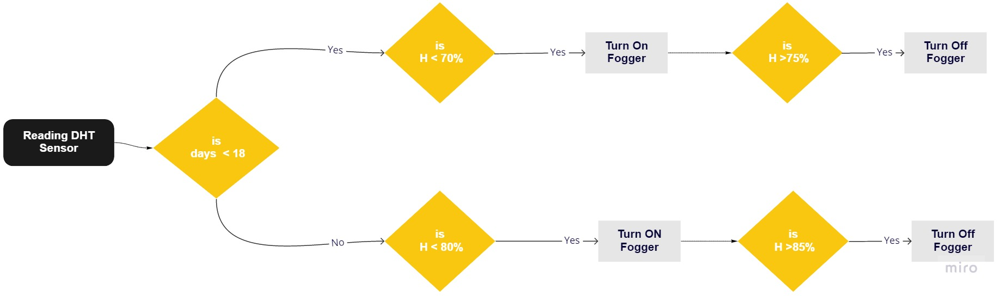 Reading DHT
Sensor
is
days < 18
Yes
is
H < 70%
Yes
Turn On
Fogger
is
H >75%
Yes
Turn Off
Fogger
No
is
H < 80%
Yes
Turn ON
Fogger
is
H >85%
Yes
Turn Off
Fogger
miro